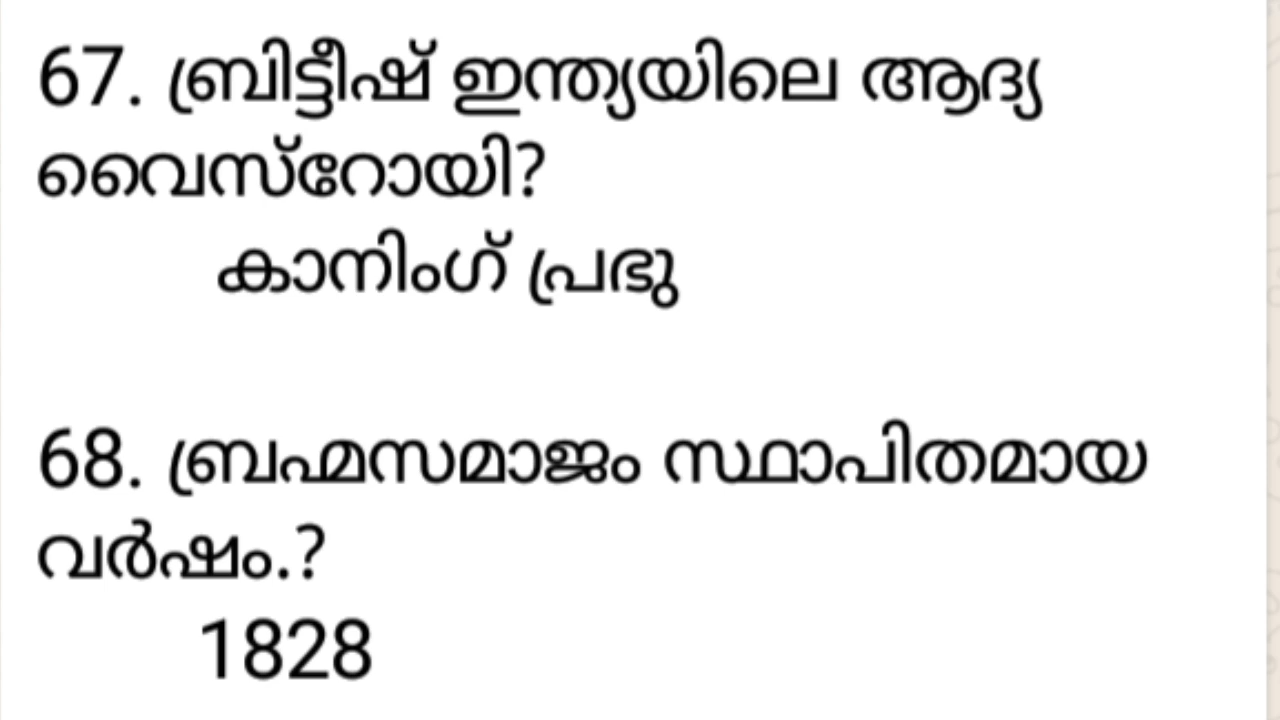 67. ബ്രിട്ടീഷ് ഇന്ത്യയിലെ ആദ്യ
വൈസ്റോയി?
കാനിംഗ് പ്രഭു
68. ബ്രഹ്മസമാജം സ്ഥാപിതമായ
വർഷം.?
1828